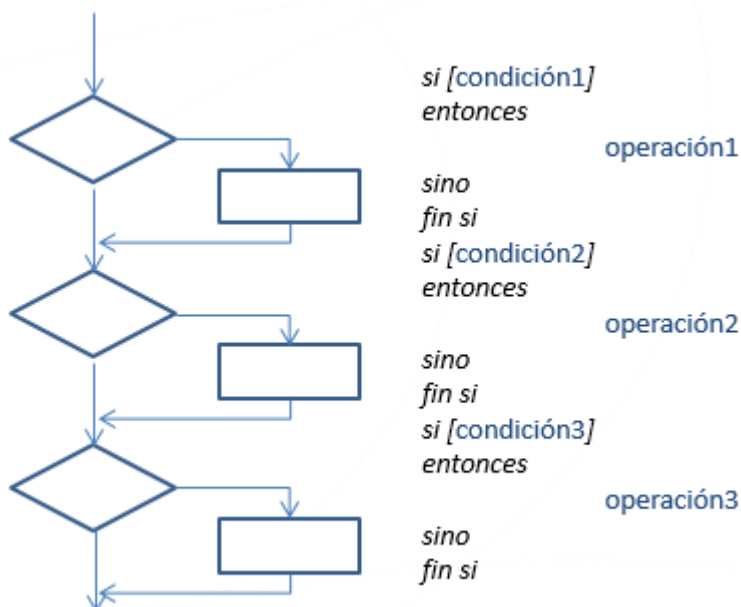 si [condición1]
entonces
operación1
sino
fin si
si [condición2]
entonces
operación2
sino
fin si
si [condición3]
entonces
operación3
sino
fin si